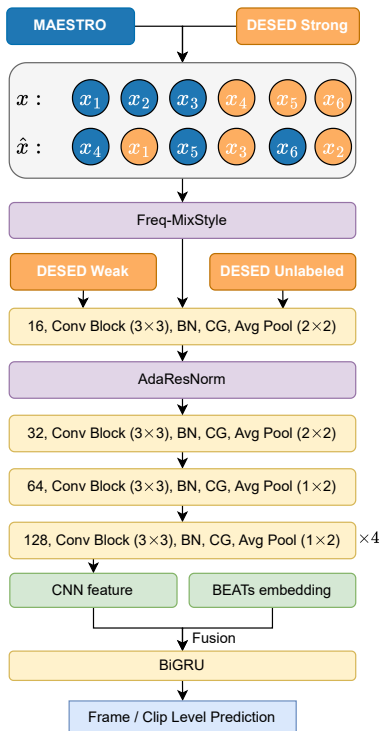 MAESTRO
DESED Strong
x : x₁ x₂ x₃ x₄ x₅ x₆
x̂ : x₄ x₁ x₅ x₃ x₆ x₂
Freq-MixStyle
DESED Weak
DESED Unlabeled
16, Conv Block (3×3), BN, CG, Avg Pool (2×2)
AdaResNorm
32, Conv Block (3×3), BN, CG, Avg Pool (2×2)
64, Conv Block (3×3), BN, CG, Avg Pool (1×2)
128, Conv Block (3×3), BN, CG, Avg Pool (1×2) ×4
CNN feature
BEATs embedding
Fusion
BiGRU
Frame / Clip Level Prediction